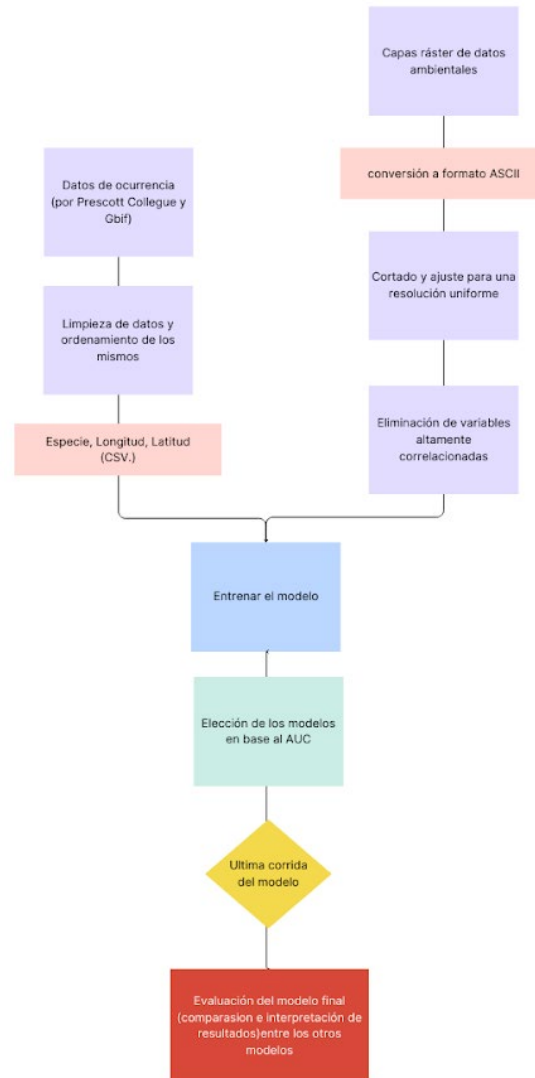 Capas ráster de datos
ambientales
conversión a formato ASCII
Datos de ocurrencia
(por Prescott Collegue y
Gbif)
Cortado y ajuste para una
resolución uniforme
Limpieza de datos y
ordenamiento de los
mismos
Eliminación de variables
altamente
correlacionadas
Especie, Longitud, Latitud
(CSV.)
Entrenar el modelo
Elección de los modelos
en base al AUC
Ultima corrida
del modelo
Evaluación del modelo final
(comparasion e interpretación de
resultados)entre los otros
modelos